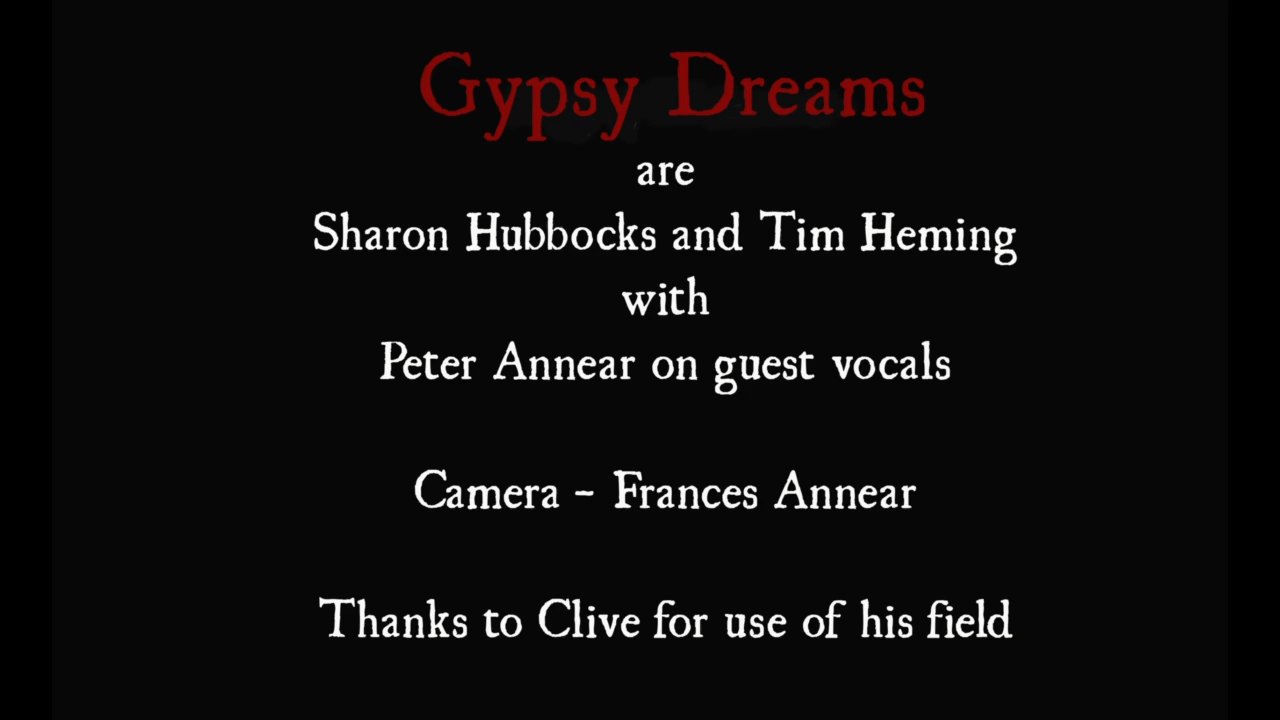 Gypsy Dreams
are
Sharon Hubbocks and Tim Heming
with
Peter Annear on guest vocals
Camera - Frances Annear
Thanks to Clive for use of his field